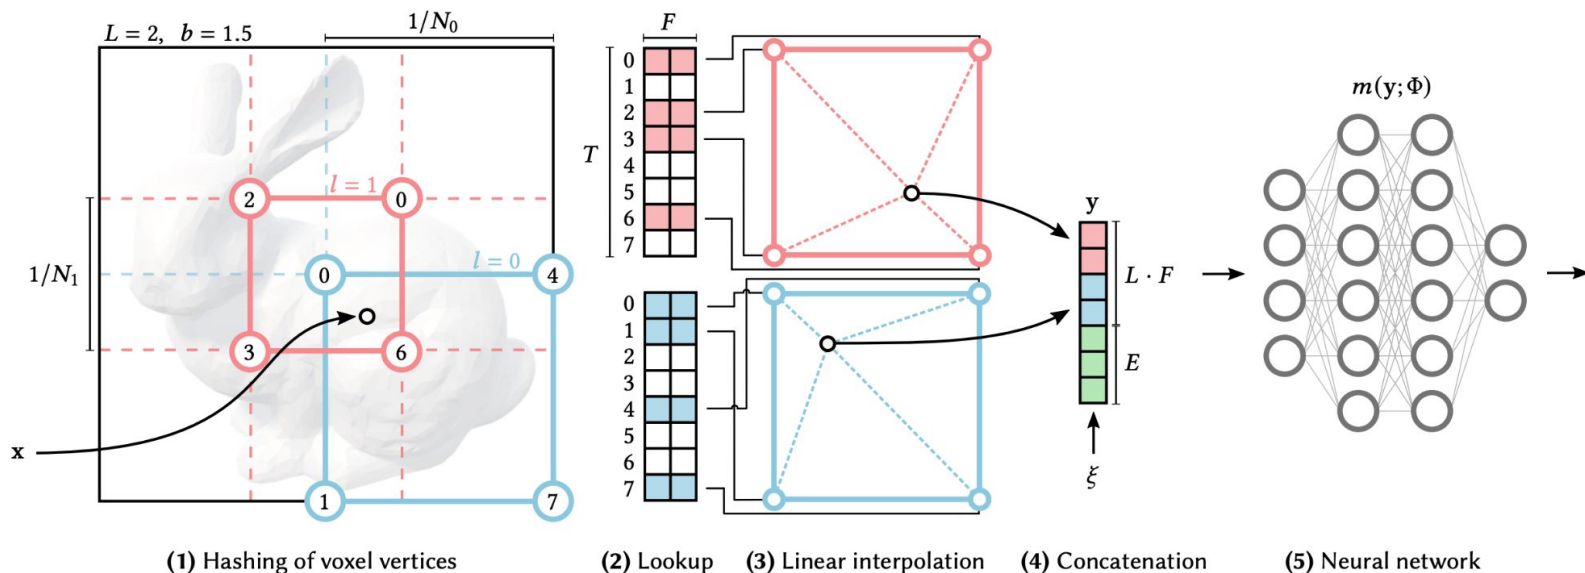 L = 2, b = 1.5
1/N₀
l = 1
2
0
1/N₁
l = 0
0
4
3
6
x
1
7
F
T
0
1
2
3
4
5
6
7
0
1
2
3
4
5
6
7
y
L · F
E
ξ
m(y; Φ)
(1) Hashing of voxel vertices
(2) Lookup
(3) Linear interpolation
(4) Concatenation
(5) Neural network